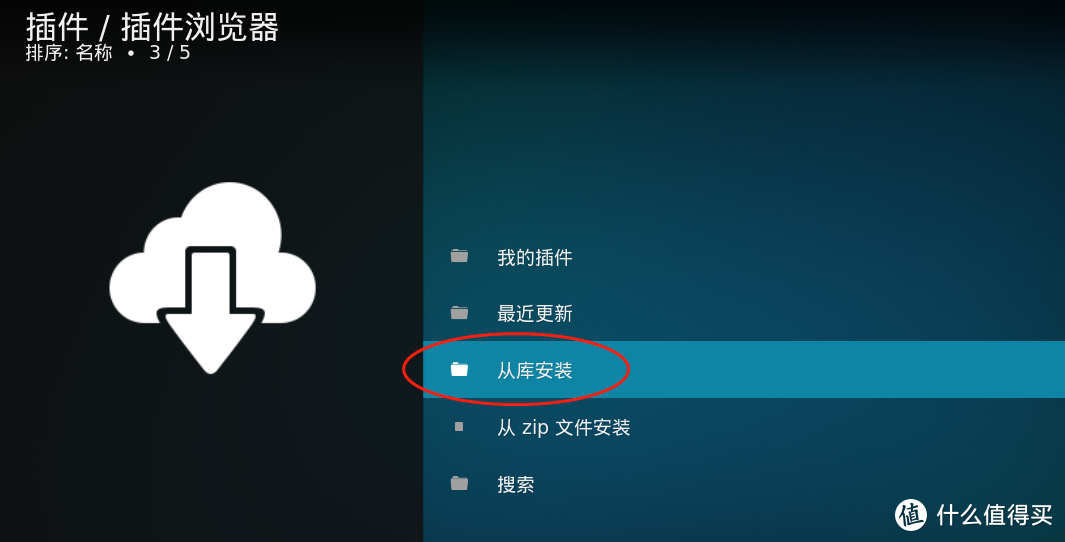 插件 / 插件浏览器
排序: 名称 • 3 / 5
我的插件
最近更新
从库安装
从 zip 文件安装
搜索
值 什么值得买